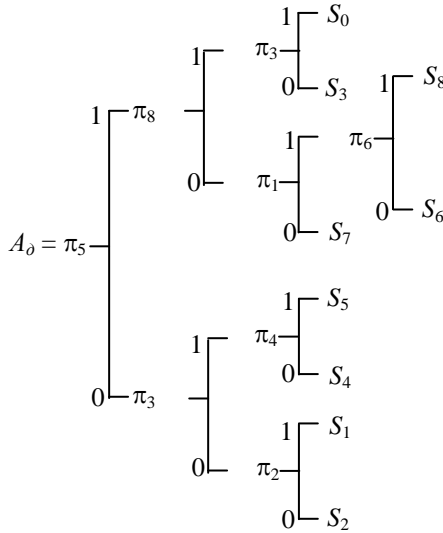 1 S₀
1 π₃
0 S₃
1 S₈
1 π₈
1 π₆
0 π₁
0 S₆
0 S₇
A∂ = π₅
1 S₅
1 π₄
0 S₄
0 π₃
1 S₁
0 π₂
0 S₂